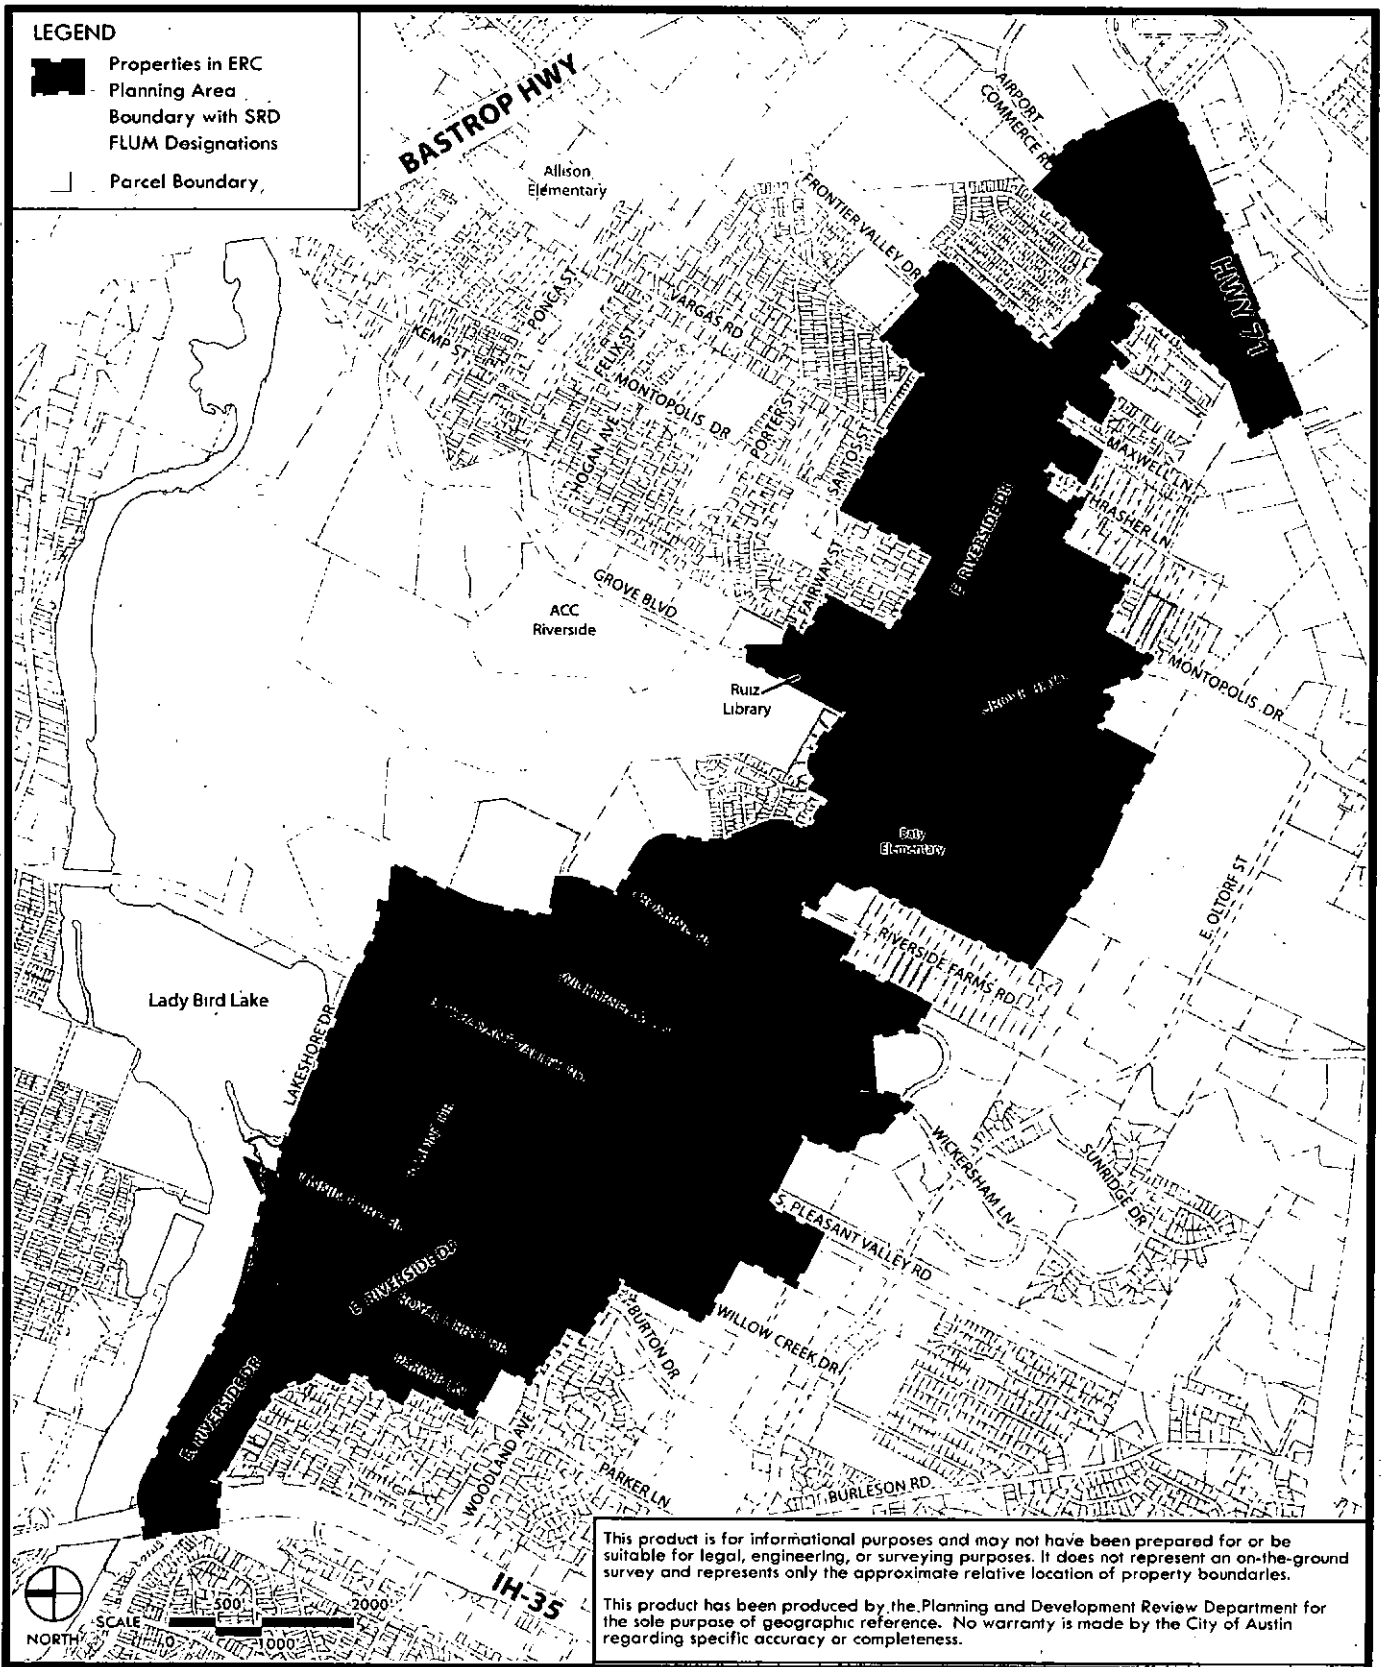 LEGEND
Properties in ERC
Planning Area
Boundary with SRD
FLUM Designations
Parcel Boundary
BASTROP HWY
AIRPORT
COMMERCE RD
Allison
Elementary
FRONTIER VALLEY DR
HWY 71
PONCA ST
VARGAS RD
KEMP ST
FELIX ST
MONTOPOLIS DR
PORTER ST
HOGAN AVE
SANTOS ST
MAXWELL LN
THRASHER LN
E. RIVERSIDE DR
FAIRWAY ST
GROVE BLVD
ACC
Riverside
MONTOPOLIS DR
Ruiz
Library
GROVE BLVD
Baty
Elementary
E. OLTORF ST
RIVERSIDE FARMS RD
Lady Bird Lake
LAKESHORE DR
S. PLEASANT VALLEY RD
WICKERSHAM LN
SUNRIDGE DR
S. PLEASANT VALLEY RD
E. RIVERSIDE DR
BURTON DR
WILLOW CREEK DR
E. RIVERSIDE DR
WOODLAND AVE
PARKER LN
BURLESON RD
IH-35
NORTH
SCALE
500
2000
0
1000
This product is for informational purposes and may not have been prepared for or be
suitable for legal, engineering, or surveying purposes. It does not represent an on-the-ground
survey and represents only the approximate relative location of property boundaries.
This product has been produced by the Planning and Development Review Department for
the sole purpose of geographic reference. No warranty is made by the City of Austin
regarding specific accuracy or completeness.